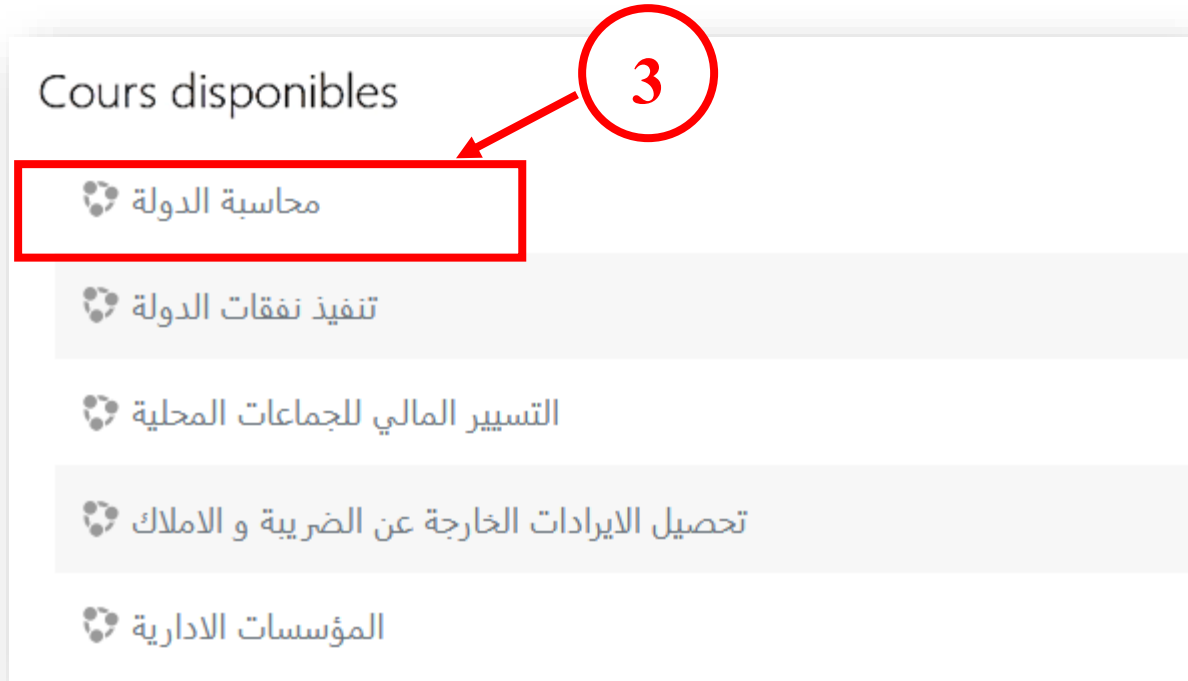 3
Cours disponibles
محاسبة الدولة
تنفيذ نفقات الدولة
التسيير المالي للجماعات المحلية
تحصيل الايرادات الخارجة عن الضريبة و الاملاك
المؤسسات الادارية